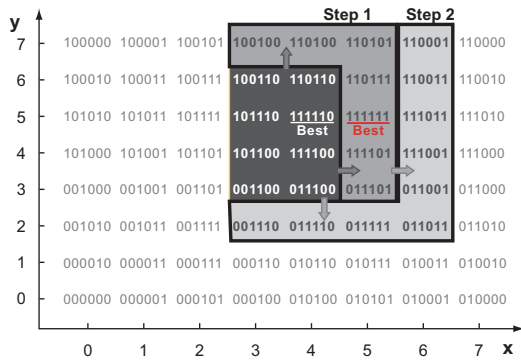 Step 1 Step 2
y
7 100000 100001 100101 100100 110100 110101 110001 110000
6 100010 100011 100111 100110 110110 110111 110011 110010
5 101010 101011 101111 101110 111110 111111 111011 111010
Best Best
4 101000 101001 101101 101100 111100 111101 111001 111000
3 001000 001001 001101 001100 011100 011101 011001 011000
2 001010 001011 001111 001110 011110 011111 011011 011010
1 000010 000011 000111 000110 010110 010111 010011 010010
0 000000 000001 000101 000100 010100 010101 010001 010000
0 1 2 3 4 5 6 7 x